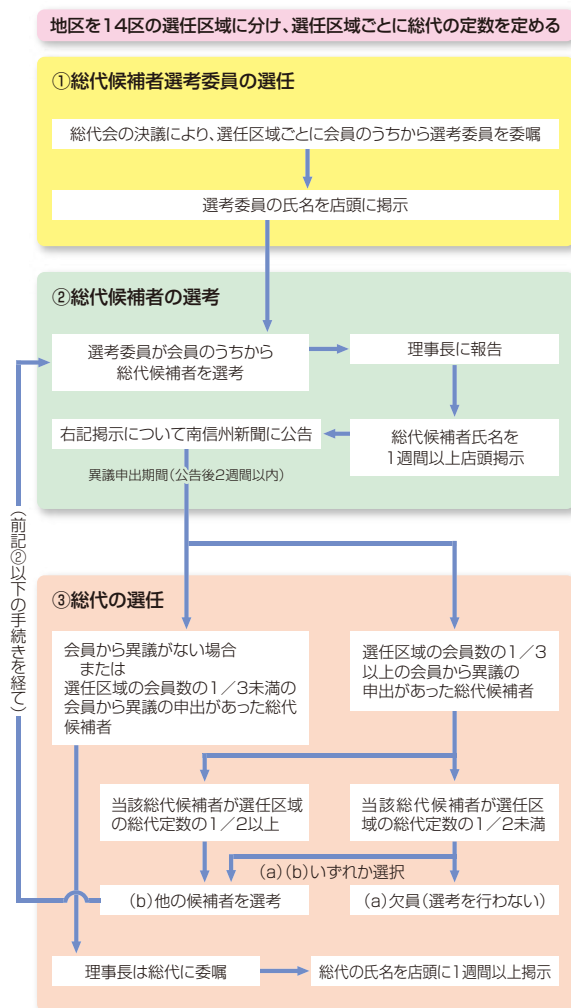 地区を14区の選任区域に分け、選任区域ごとに総代の定数を定める
①総代候補者選考委員の選任
総代会の決議により、選任区域ごとに会員のうちから選考委員を委嘱
選考委員の氏名を店頭に掲示
②総代候補者の選考
選考委員が会員のうちから
総代候補者を選考
理事長に報告
総代候補者氏名を
1週間以上店頭掲示
右記掲示について南信州新聞に公告
異議申出期間（公告後2週間以内）
（前記②以下の手続きを経て）
③総代の選任
会員から異議がない場合
または
選任区域の会員数の1／3未満の
会員から異議の申出があった総代
候補者
選任区域の会員数の1／3
以上の会員から異議の
申出があった総代候補者
当該総代候補者が選任区域
の総代定数の1／2以上
当該総代候補者が選任区
域の総代定数の1／2未満
（a）（b）いずれか選択
（b）他の候補者を選考
（a）欠員（選考を行わない）
理事長は総代に委嘱
総代の氏名を店頭に1週間以上掲示